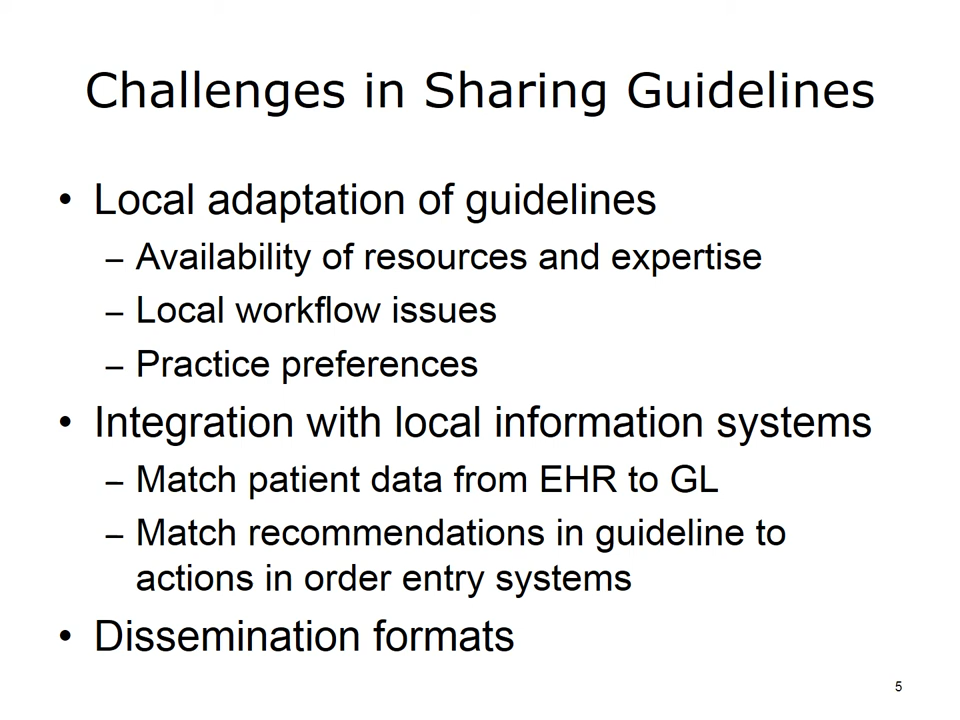 Challenges in Sharing Guidelines
• Local adaptation of guidelines
– Availability of resources and expertise
– Local workflow issues
– Practice preferences
• Integration with local information systems
– Match patient data from EHR to GL
– Match recommendations in guideline to
actions in order entry systems
• Dissemination formats
5